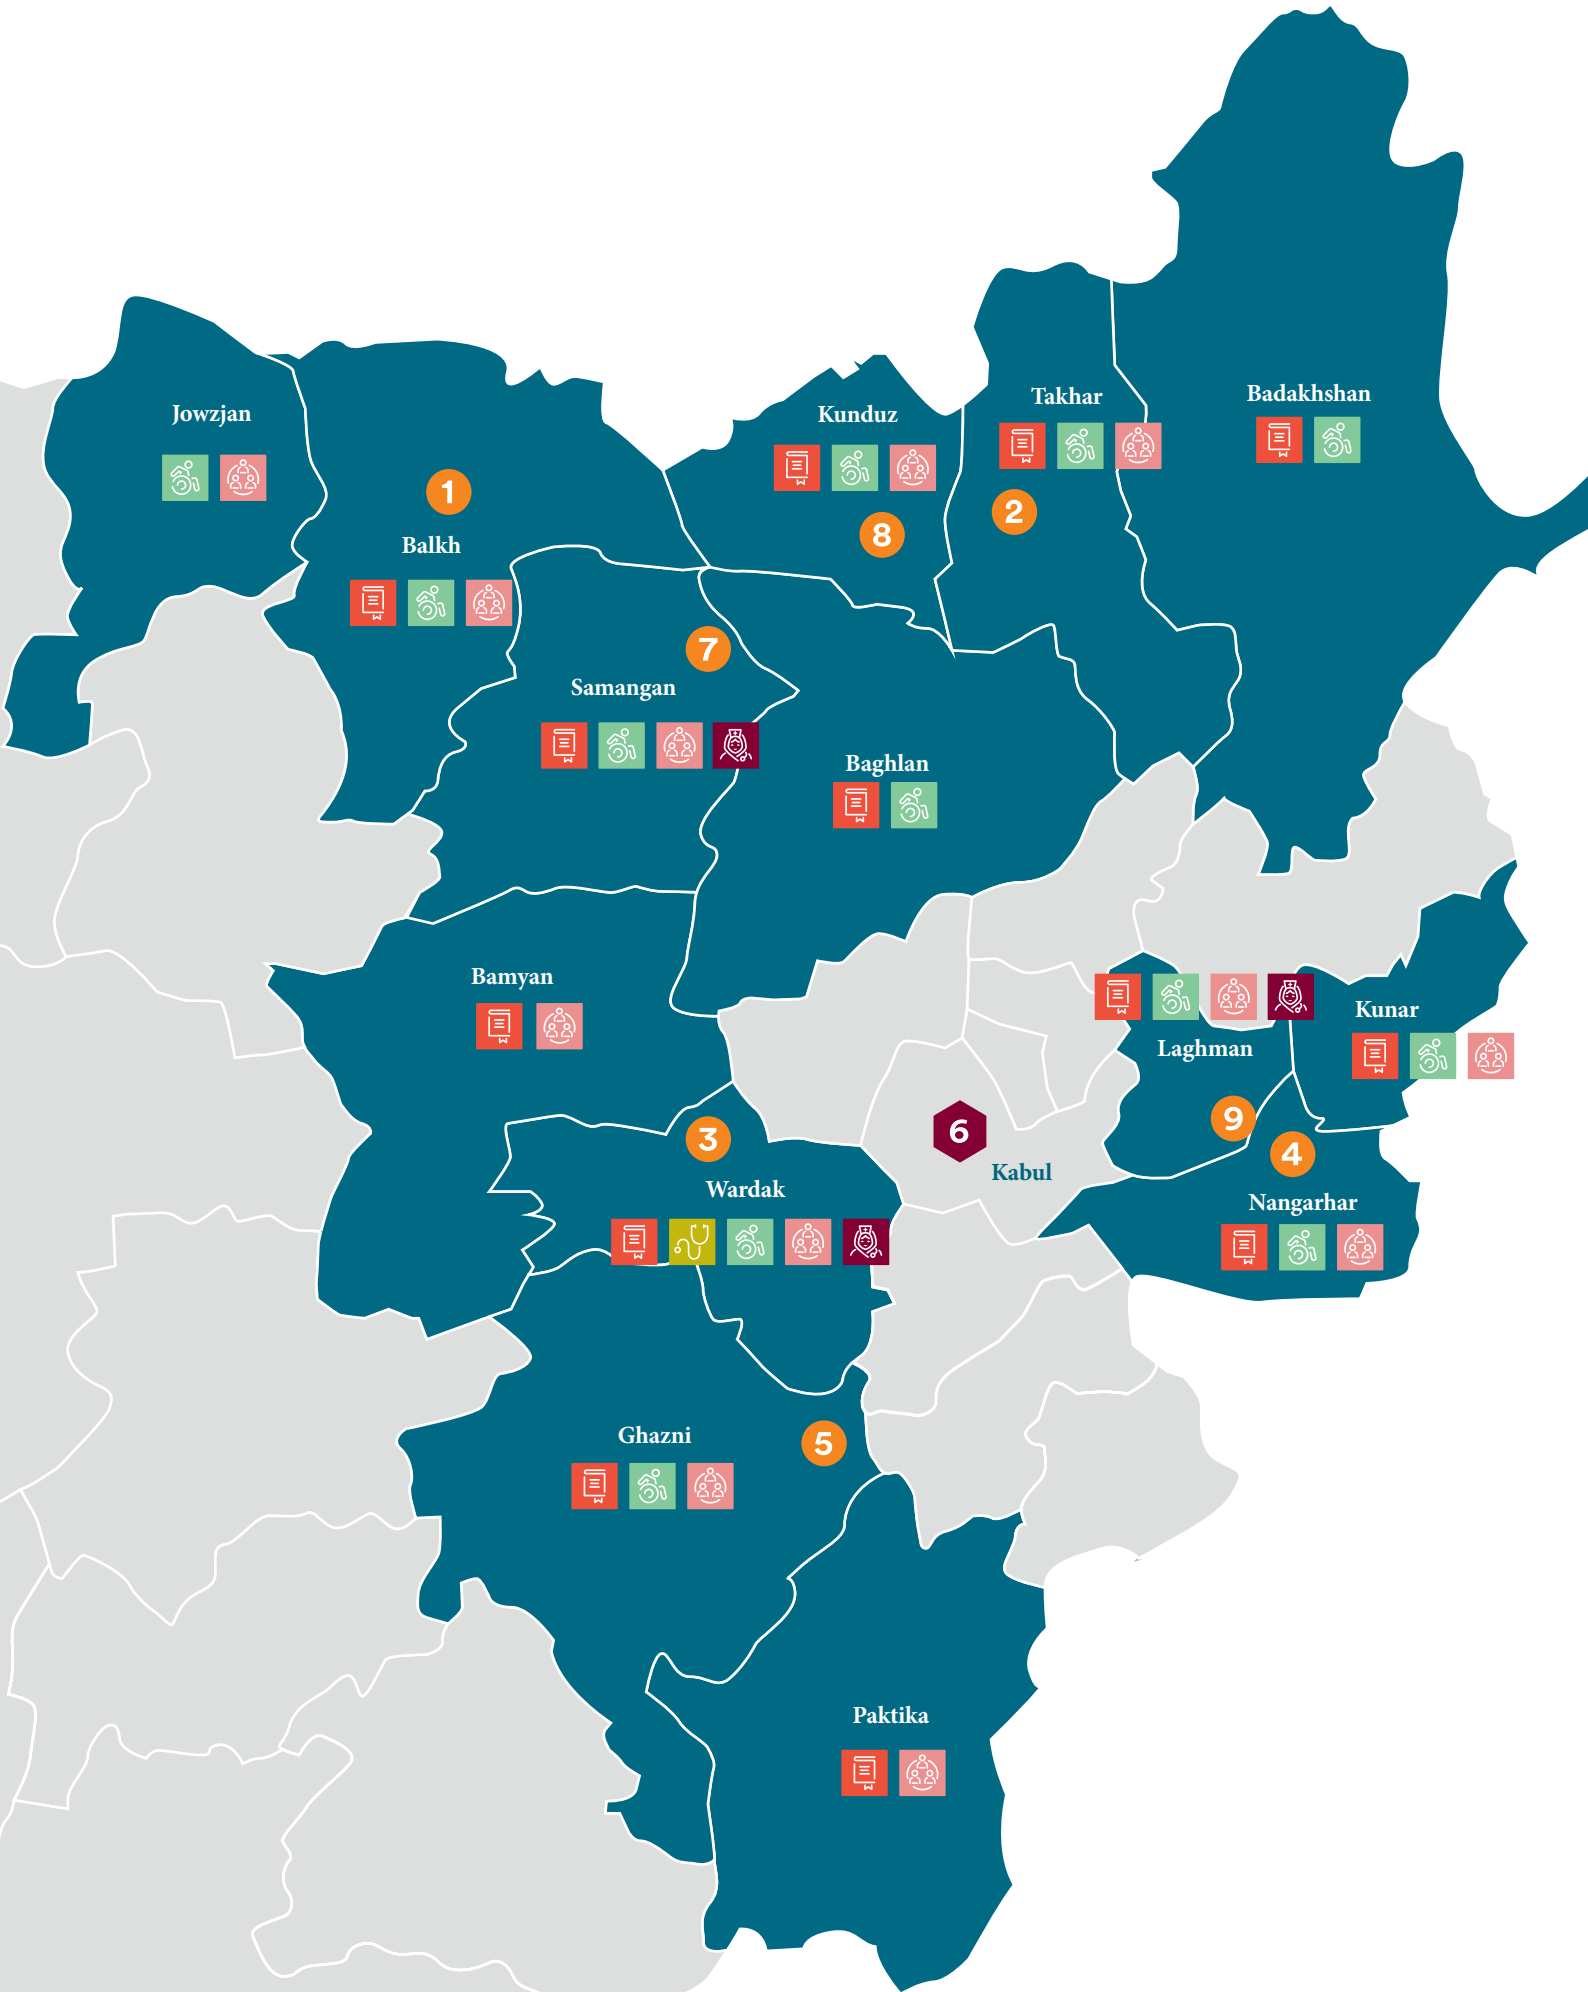 Badakhshan
Takhar
Jowzjan
Kunduz
1
2
8
Balkh
7
Samangan
Baghlan
Bamyan
Kunar
Laghman
9
6
3
4
Kabul
Wardak
Nangarhar
Ghazni
5
Paktika